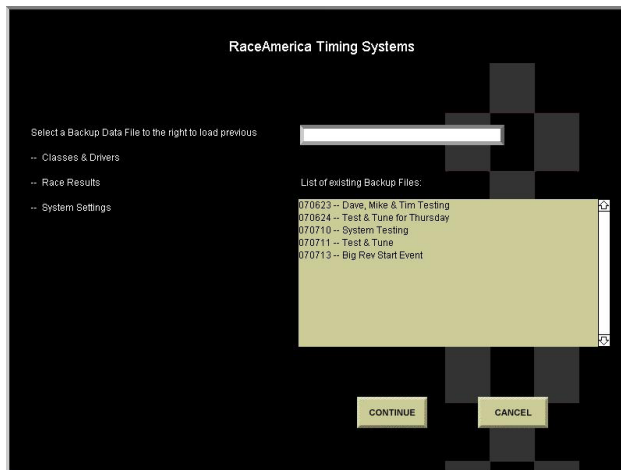 RaceAmerica Timing Systems
Select a Backup Data File to the right to load previous
-- Classes & Drivers
-- Race Results
-- System Settings
List of existing Backup Files:
070623 -- Dave, Mike & Tim Testing
070624 -- Test & Tune for Thursday
070710 -- System Testing
070711 -- Test & Tune
070713 -- Big Rev Start Event
CONTINUE
CANCEL